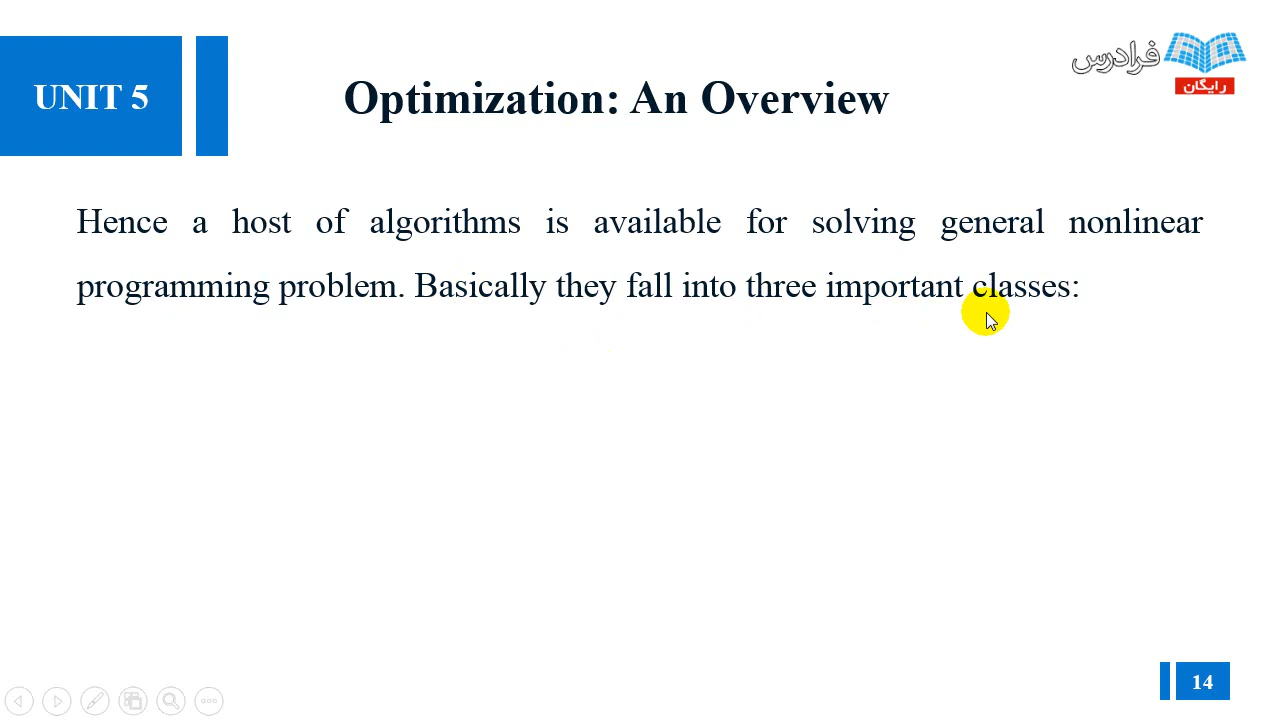 UNIT 5
Optimization: An Overview
فرادرس
رایگان
Hence a host of algorithms is available for solving general nonlinear
programming problem. Basically they fall into three important classes:
14